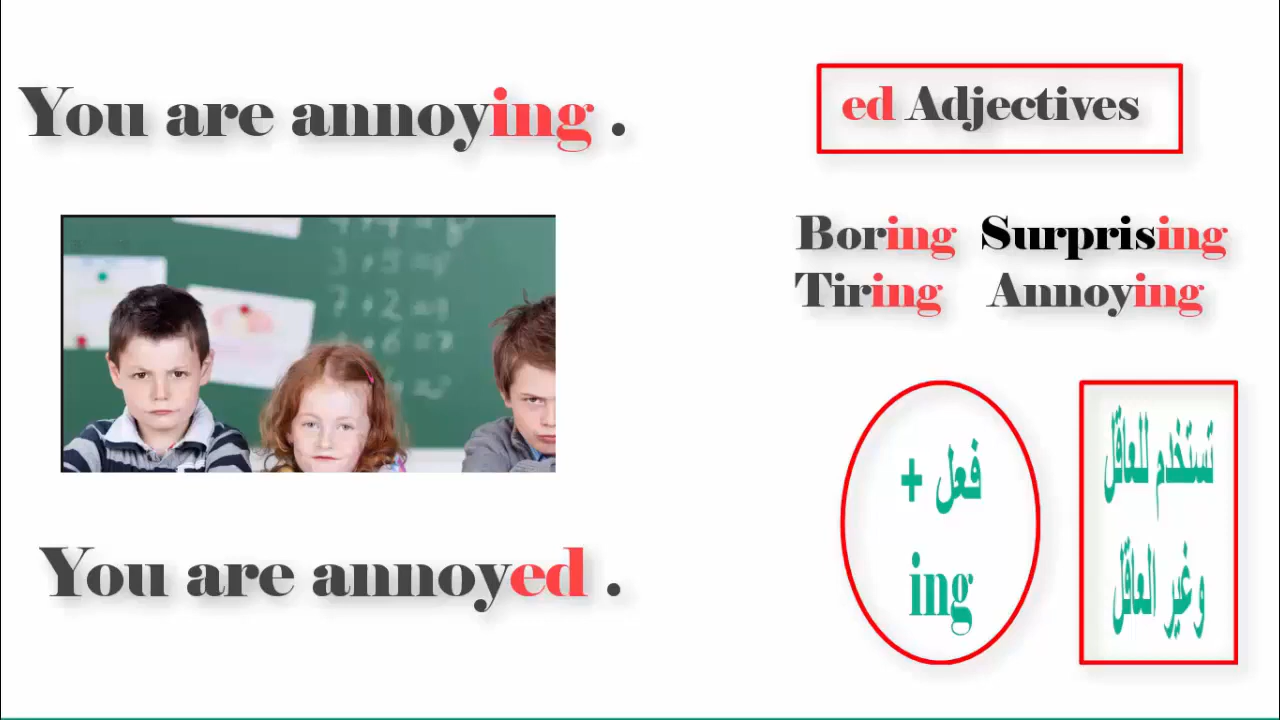 You are annoying .
You are annoyed .
ed Adjectives
Boring Surprising
Tiring Annoying
فعل +
ing
تستخدم للعاقل
وغير العاقل